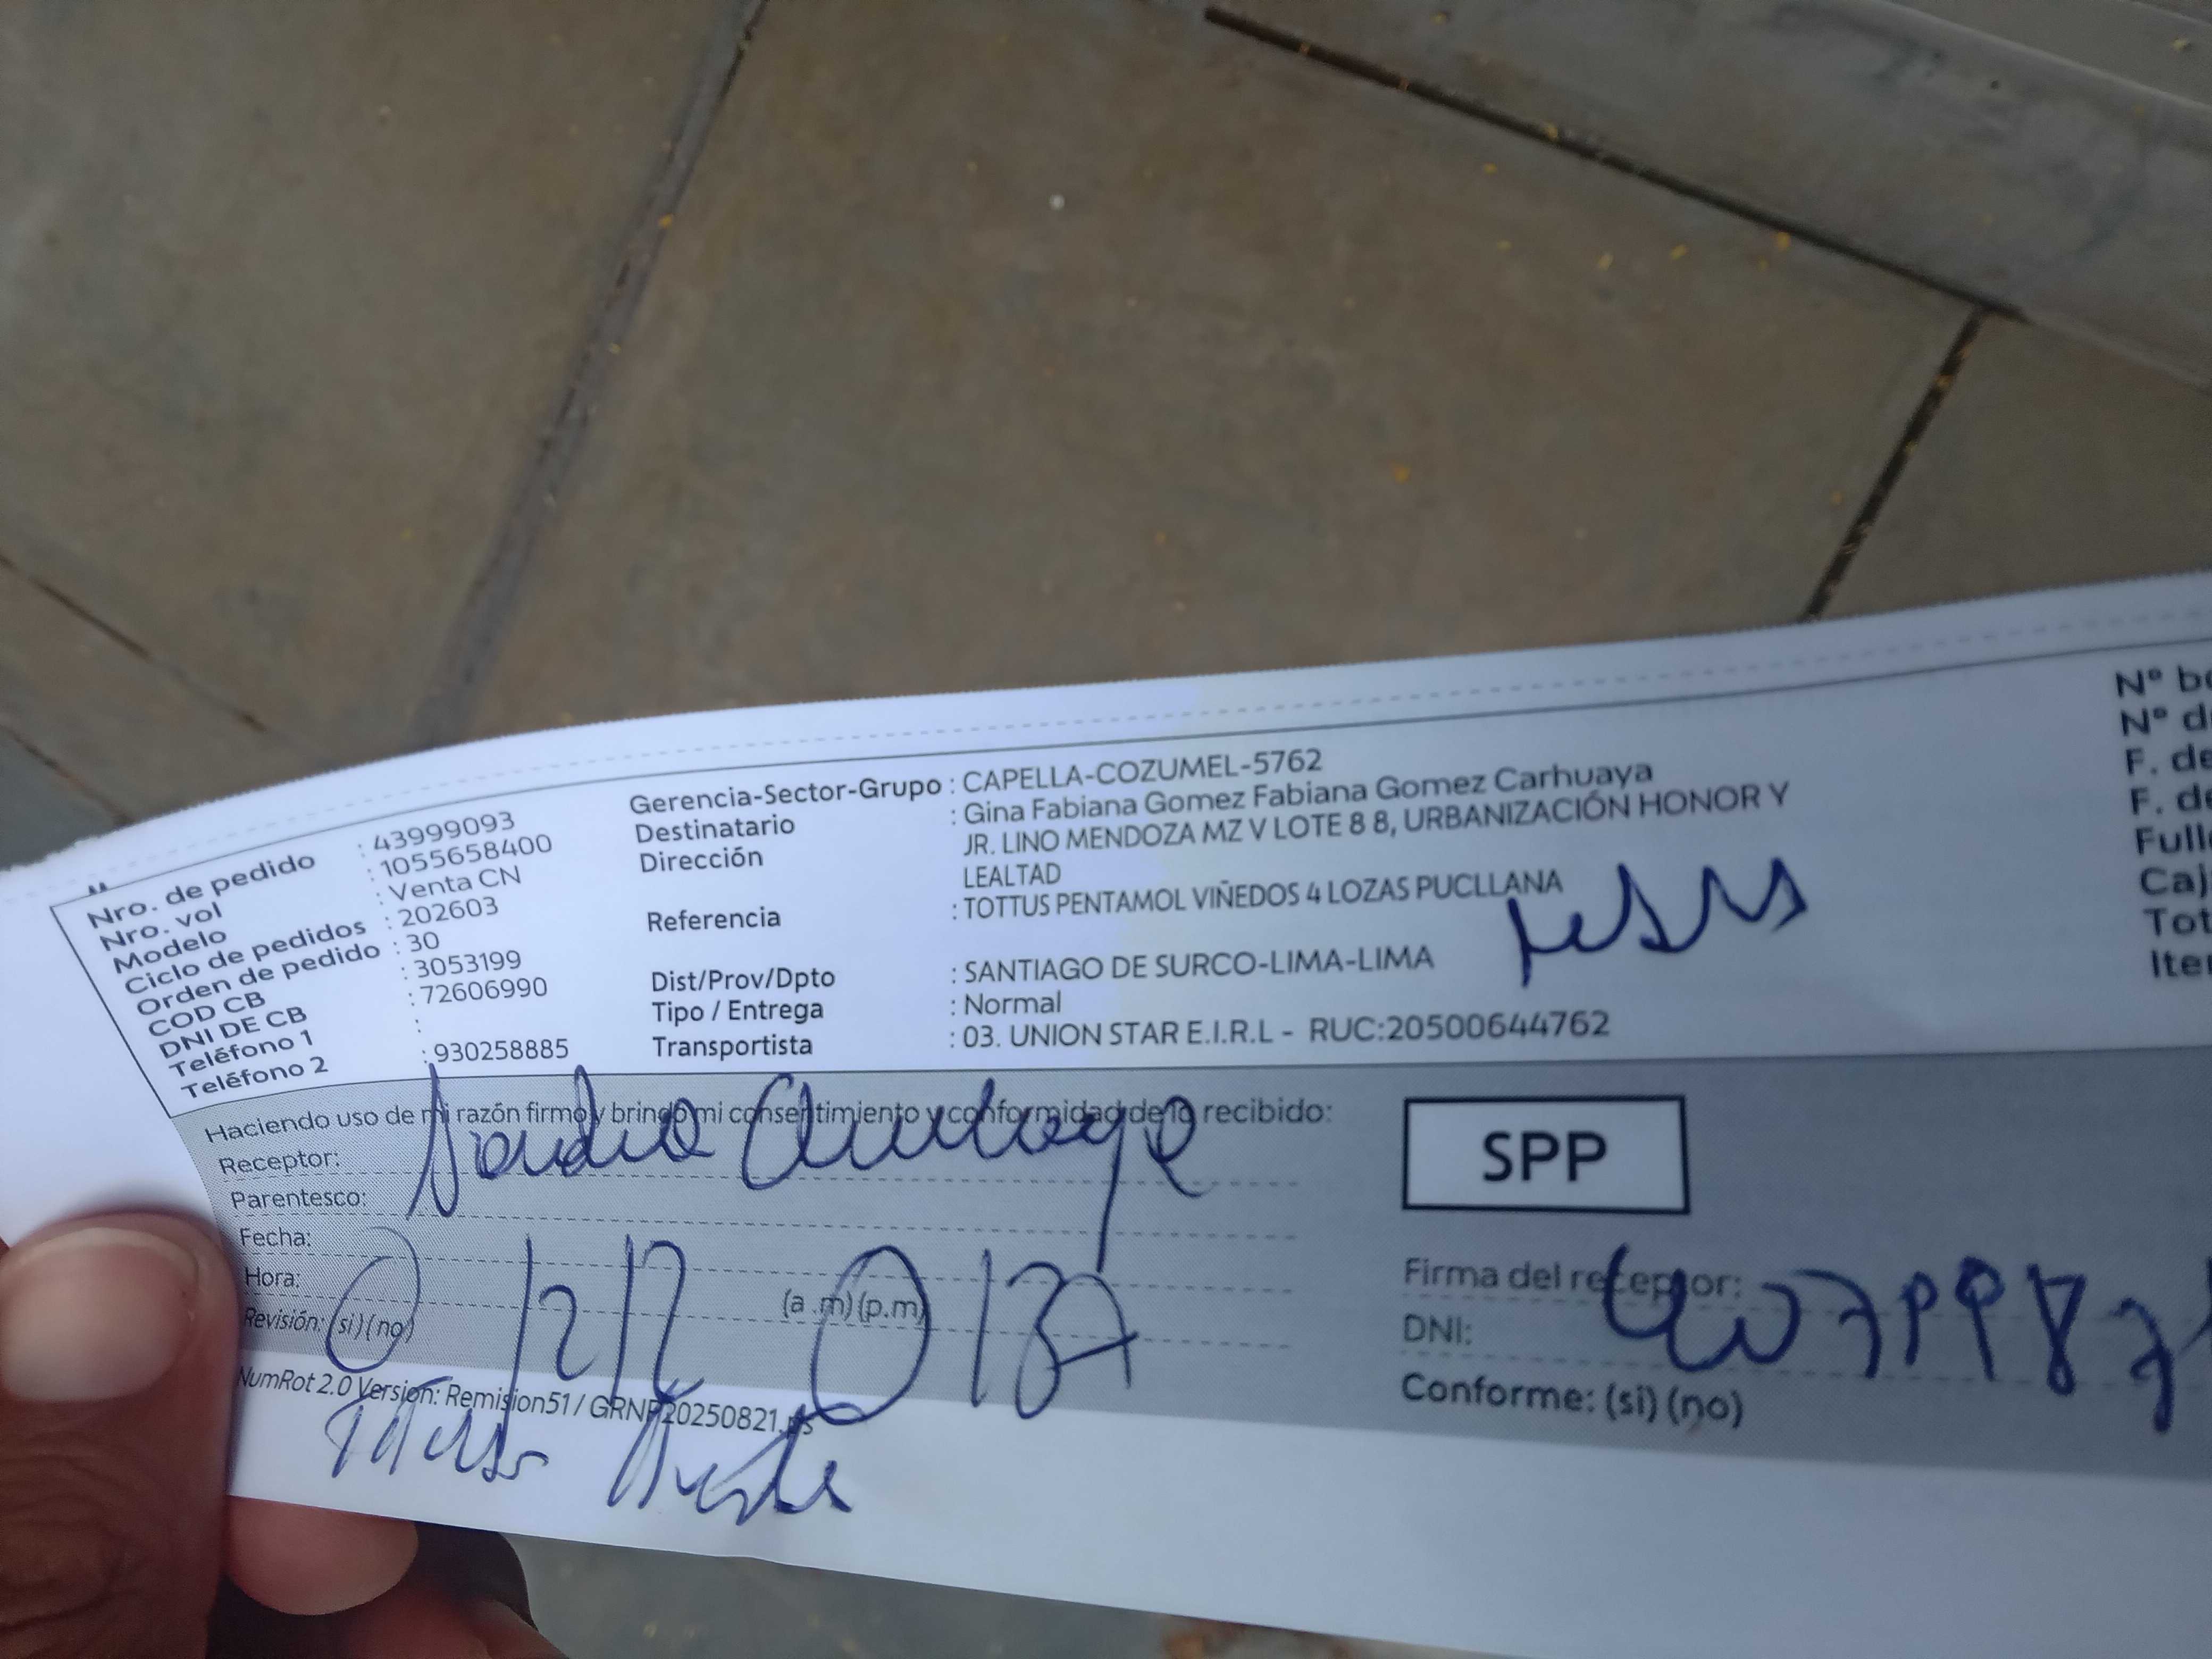 Nro. de pedido : 43999093
Nro. vol : 1055658400
Modelo : Venta CN
Ciclo de pedidos : 202603
Orden de pedido : 30
COD CB : 3053199
DNI DE CB : 72606990
Teléfono 1 :
Teléfono 2 : 930258885
Gerencia-Sector-Grupo : CAPELLA-COZUMEL-5762
Destinatario : Gina Fabiana Gomez Fabiana Gomez Carhuaya
Dirección JR. LINO MENDOZA MZ V LOTE 8 8, URBANIZACIÓN HONOR Y
LEALTAD
Referencia : TOTTUS PENTAMOL VIÑEDOS 4 LOZAS PUCLLANA
Dist/Prov/Dpto : SANTIAGO DE SURCO-LIMA-LIMA
Tipo / Entrega : Normal
Transportista : 03. UNION STAR E.I.R.L - RUC:20500644762
Nº
Nº
F. de
F. de
Haciendo uso de mi razón firmo y brindo mi consentimiento y conformidad de lo recibido:
Receptor:
Parentesco:
Fecha:
Hora: (a.m)(p.m)
Revisión: (si)(no)
SPP
Firma del receptor:
DNI:
Conforme: (si) (no)
NumRot 2.0 Version: Remision51 / GRNP20250821.ps